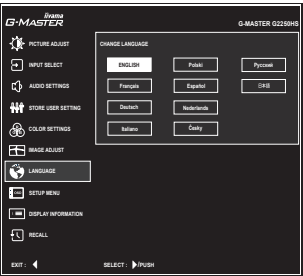 iiyama
G-MASTER
G-MASTER G2250HS
PICTURE ADJUST
INPUT SELECT
AUDIO SETTINGS
STORE USER SETTING
COLOR SETTINGS
IMAGE ADJUST
LANGUAGE
OSD
SETUP MENU
DISPLAY INFORMATION
RECALL
CHANGE LANGUAGE
ENGLISH
Polski
Русский
Français
Español
日本語
Deutsch
Nederlands
Italiano
Česky
EXIT :
SELECT : /PUSH